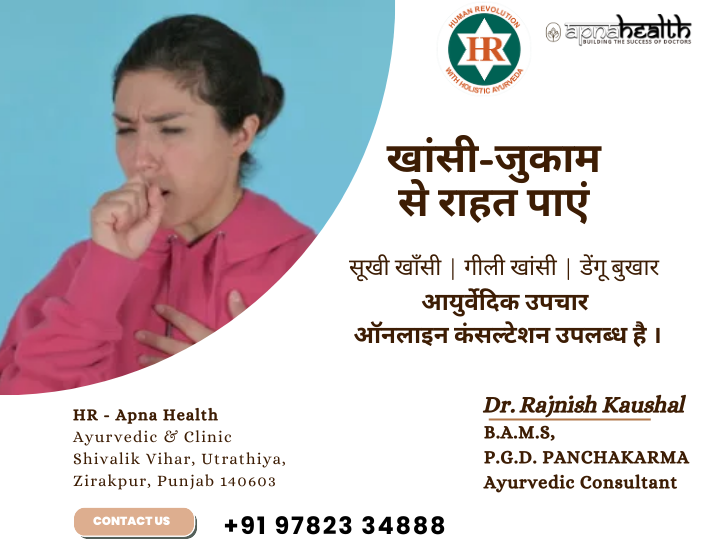 HUMAN REVOLUTION
HR
WITH HOLISTIC AYURVEDA
apnahealth
BUILDING THE SUCCESS OF DOCTORS
खांसी-जुकाम
से राहत पाएं
सूखी खाँसी | गीली खांसी | डेंगू बुखार
आयुर्वेदिक उपचार
ऑनलाइन कंसल्टेशन उपलब्ध है ।
HR - Apna Health
Ayurvedic & Clinic
Shivalik Vihar, Utrathiya,
Zirakpur, Punjab 140603
Dr. Rajnish Kaushal
B.A.M.S,
P.G.D. PANCHAKARMA
Ayurvedic Consultant
CONTACT US
+91 97823 34888